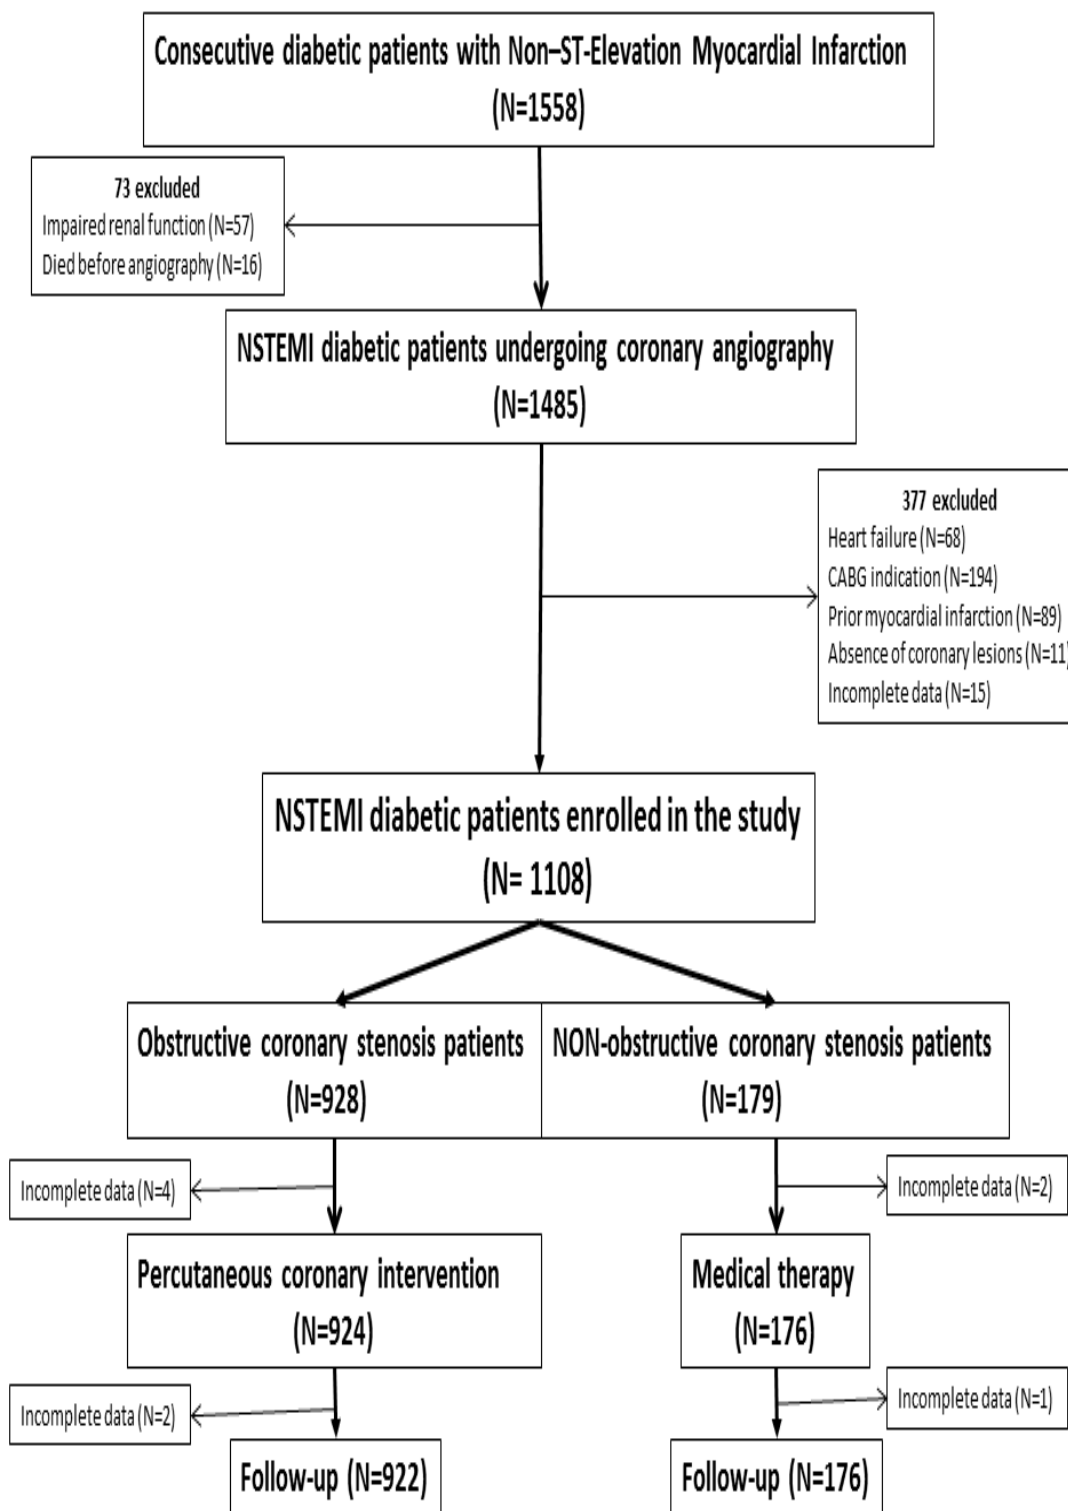 Consecutive diabetic patients with Non–ST-Elevation Myocardial Infarction
(N=1558)
73 excluded
Impaired renal function (N=57)
Died before angiography (N=16)
NSTEMI diabetic patients undergoing coronary angiography
(N=1485)
377 excluded
Heart failure (N=68)
CABG indication (N=194)
Prior myocardial infarction (N=89)
Absence of coronary lesions (N=11)
Incomplete data (N=15)
NSTEMI diabetic patients enrolled in the study
(N= 1108)
Obstructive coronary stenosis patients
(N=928)
NON-obstructive coronary stenosis patients
(N=179)
Incomplete data (N=4)
Incomplete data (N=2)
Percutaneous coronary intervention
(N=924)
Medical therapy
(N=176)
Incomplete data (N=2)
Incomplete data (N=1)
Follow-up (N=922)
Follow-up (N=176)